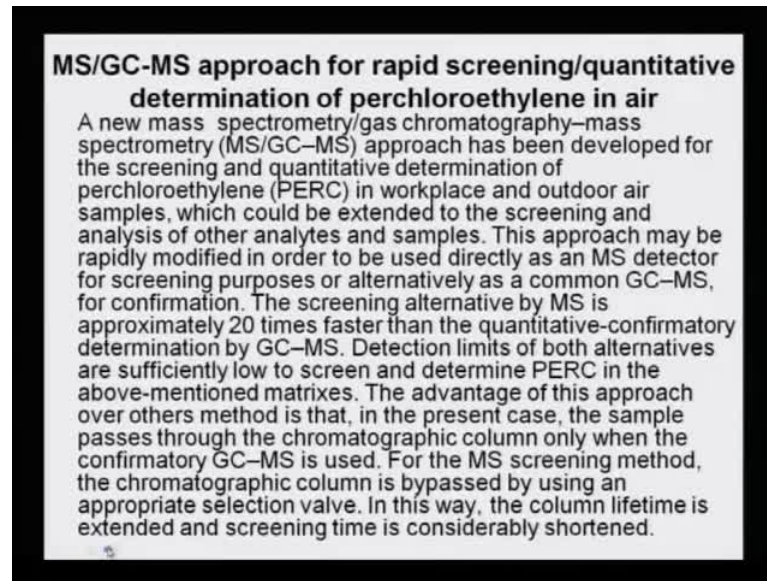 MS/GC-MS approach for rapid screening/quantitative
determination of perchloroethylene in air
A new mass spectrometry/gas chromatography–mass
spectrometry (MS/GC–MS) approach has been developed for
the screening and quantitative determination of
perchloroethylene (PERC) in workplace and outdoor air
samples, which could be extended to the screening and
analysis of other analytes and samples. This approach may be
rapidly modified in order to be used directly as an MS detector
for screening purposes or alternatively as a common GC–MS,
for confirmation. The screening alternative by MS is
approximately 20 times faster than the quantitative-confirmatory
determination by GC–MS. Detection limits of both alternatives
are sufficiently low to screen and determine PERC in the
above-mentioned matrixes. The advantage of this approach
over others method is that, in the present case, the sample
passes through the chromatographic column only when the
confirmatory GC–MS is used. For the MS screening method,
the chromatographic column is bypassed by using an
appropriate selection valve. In this way, the column lifetime is
extended and screening time is considerably shortened.